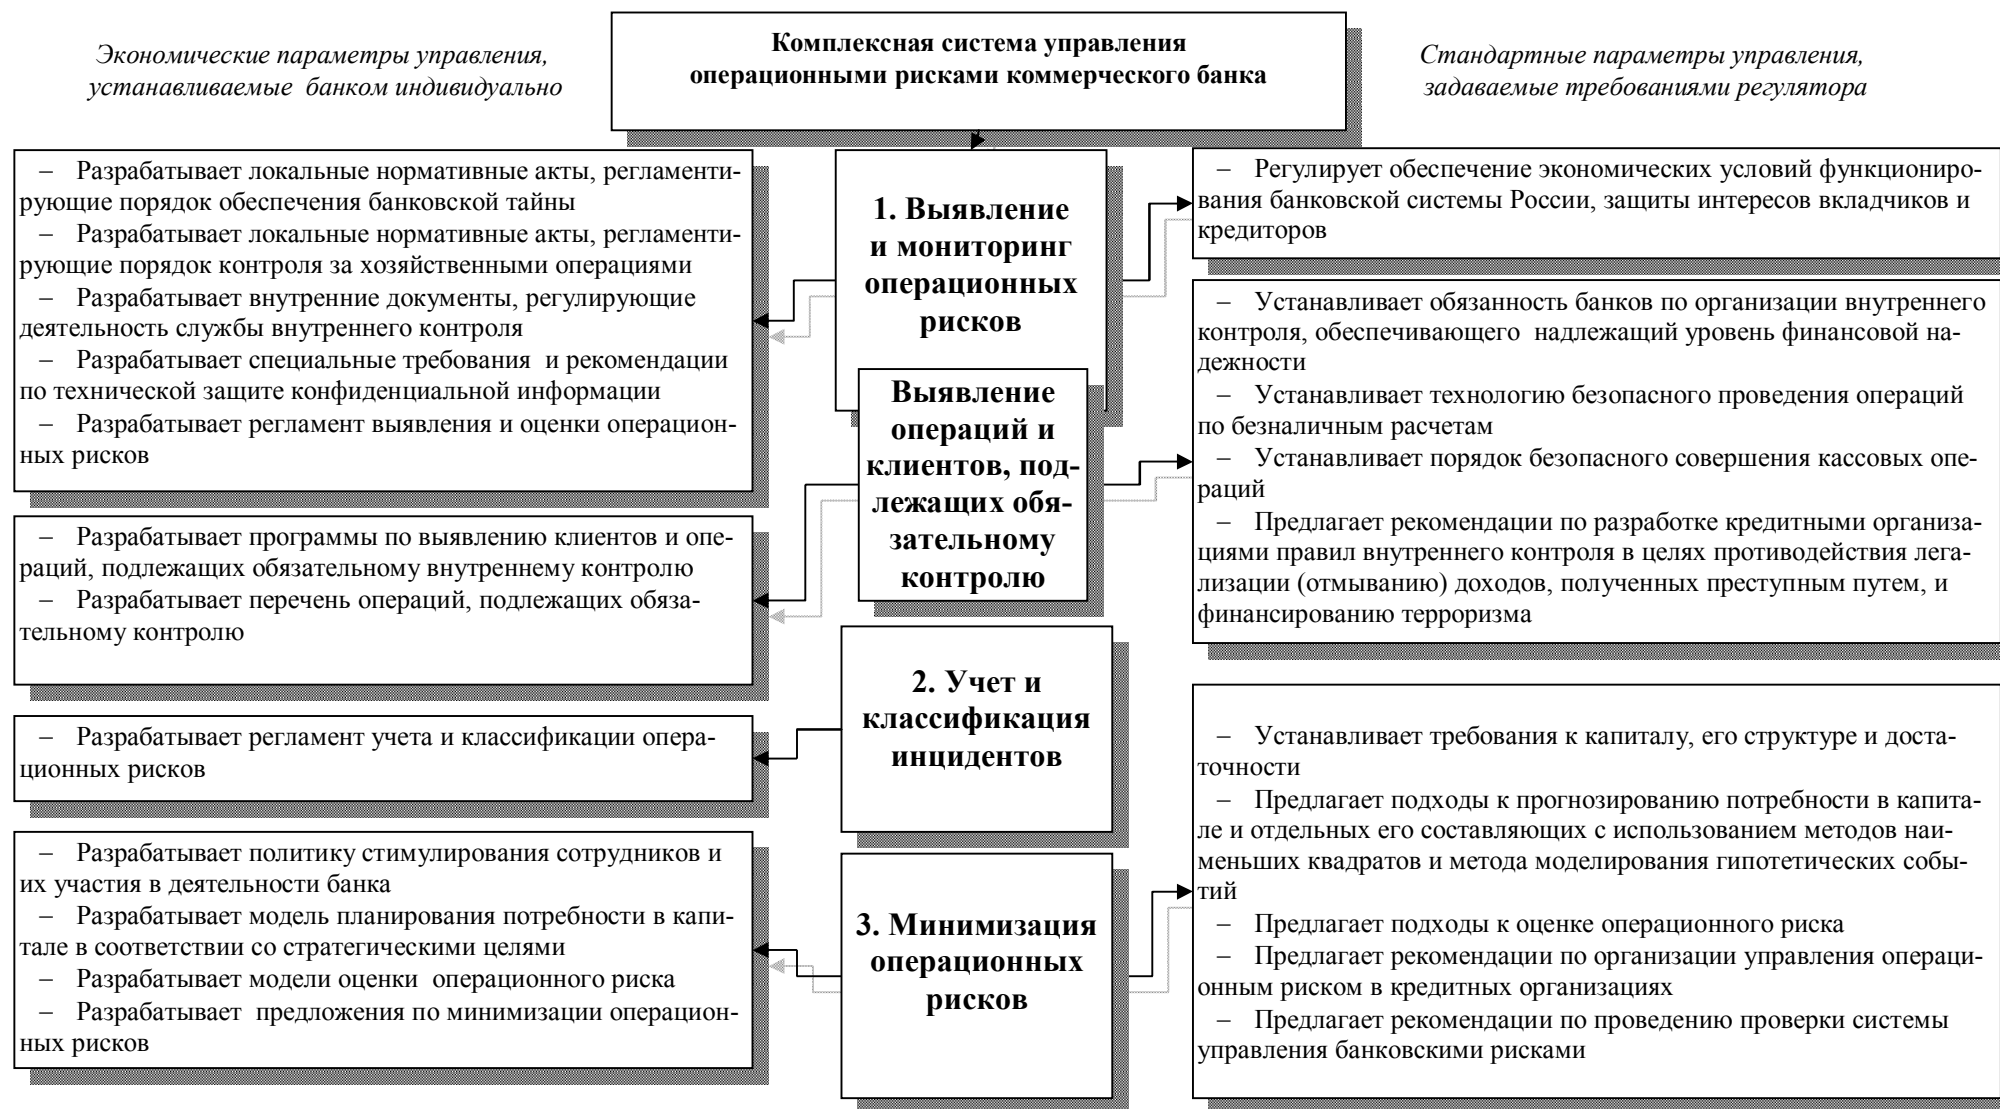 Экономические параметры управления,
устанавливаемые банком индивидуально
Комплексная система управления
операционными рисками коммерческого банка
Стандартные параметры управления,
задаваемые требованиями регулятора
– Разрабатывает локальные нормативные акты, регламенти-
рующие порядок обеспечения банковской тайны
– Разрабатывает локальные нормативные акты, регламенти-
рующие порядок контроля за хозяйственными операциями
– Разрабатывает внутренние документы, регулирующие
деятельность службы внутреннего контроля
– Разрабатывает специальные требования и рекомендации
по технической защите конфиденциальной информации
– Разрабатывает регламент выявления и оценки операцион-
ных рисков
1. Выявление
и мониторинг
операционных
рисков
– Регулирует обеспечение экономических условий функциониро-
вания банковской системы России, защиты интересов вкладчиков и
кредиторов
– Разрабатывает программы по выявлению клиентов и опе-
раций, подлежащих обязательному внутреннему контролю
– Разрабатывает перечень операций, подлежащих обяза-
тельному контролю
Выявление
операций и
клиентов, под-
лежащих обя-
зательному
контролю
– Устанавливает обязанность банков по организации внутреннего
контроля, обеспечивающего надлежащий уровень финансовой на-
дежности
– Устанавливает технологию безопасного проведения операций
по безналичным расчетам
– Устанавливает порядок безопасного совершения кассовых опе-
раций
– Предлагает рекомендации по разработке кредитными организа-
циями правил внутреннего контроля в целях противодействия лега-
лизации (отмыванию) доходов, полученных преступным путем, и
финансированию терроризма
– Разрабатывает регламент учета и классификации опера-
ционных рисков
2. Учет и
классификация
инцидентов
– Разрабатывает политику стимулирования сотрудников и
их участия в деятельности банка
– Разрабатывает модель планирования потребности в капи-
тале в соответствии со стратегическими целями
– Разрабатывает модели оценки операционного риска
– Разрабатывает предложения по минимизации операцион-
ных рисков
3. Минимизация
операционных
рисков
– Устанавливает требования к капиталу, его структуре и доста-
точности
– Предлагает подходы к прогнозированию потребности в капита-
ле и отдельных его составляющих с использованием методов наи-
меньших квадратов и метода моделирования гипотетических собы-
тий
– Предлагает подходы к оценке операционного риска
– Предлагает рекомендации по организации управления операци-
онным риском в кредитных организациях
– Предлагает рекомендации по проведению проверки системы
управления банковскими рисками